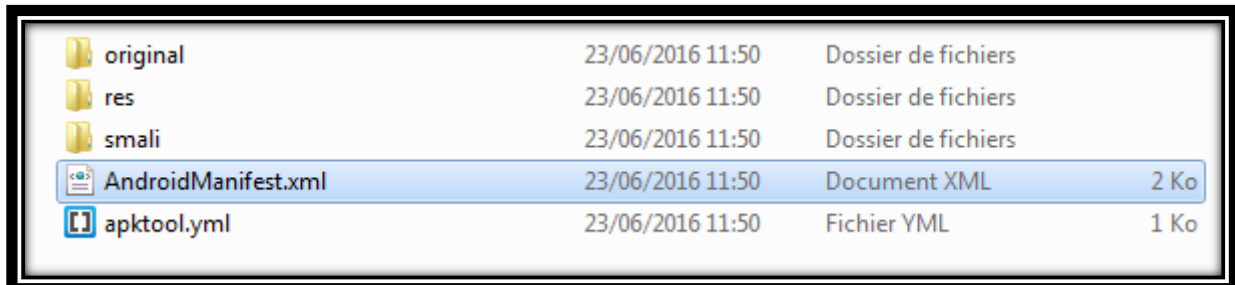 original 23/06/2016 11:50 Dossier de fichiers
res 23/06/2016 11:50 Dossier de fichiers
smali 23/06/2016 11:50 Dossier de fichiers
AndroidManifest.xml 23/06/2016 11:50 Document XML 2 Ko
apktool.yml 23/06/2016 11:50 Fichier YML 1 Ko